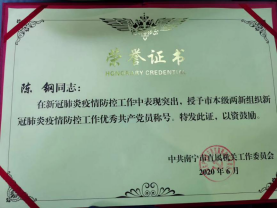 荣誉证书
HONORARY CREDENTIAL
陈 钢同志：
在新冠肺炎疫情防控工作中表现突出，授予市本级两新组织新
冠肺炎疫情防控工作优秀共产党员称号。特发此证，以资鼓励。
中共南宁市直属机关工作委员会
2020年6月